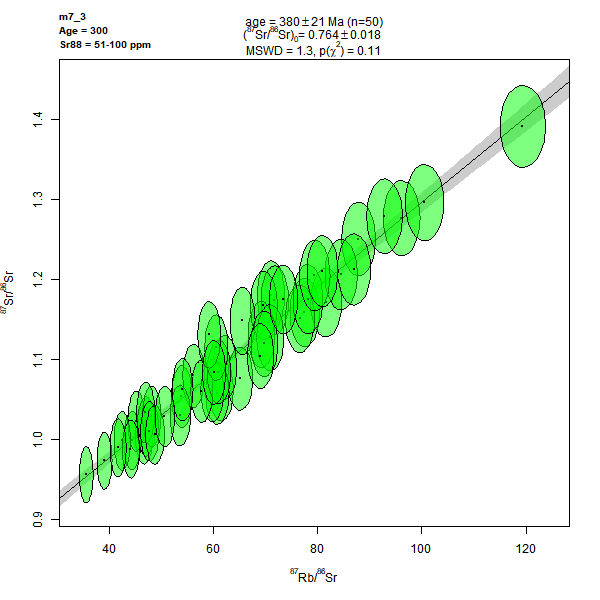 m7_3
Age = 300
Sr88 = 51-100 ppm
age = 380±21 Ma (n=50)
(⁸⁷Sr/⁸⁶Sr)₀= 0.764±0.018
MSWD = 1.3, p(χ²) = 0.11
⁸⁷Sr/⁸⁶Sr
1.4
1.3
1.2
1.1
1.0
0.9
40 60 80 100 120
⁸⁷Rb/⁸⁶Sr